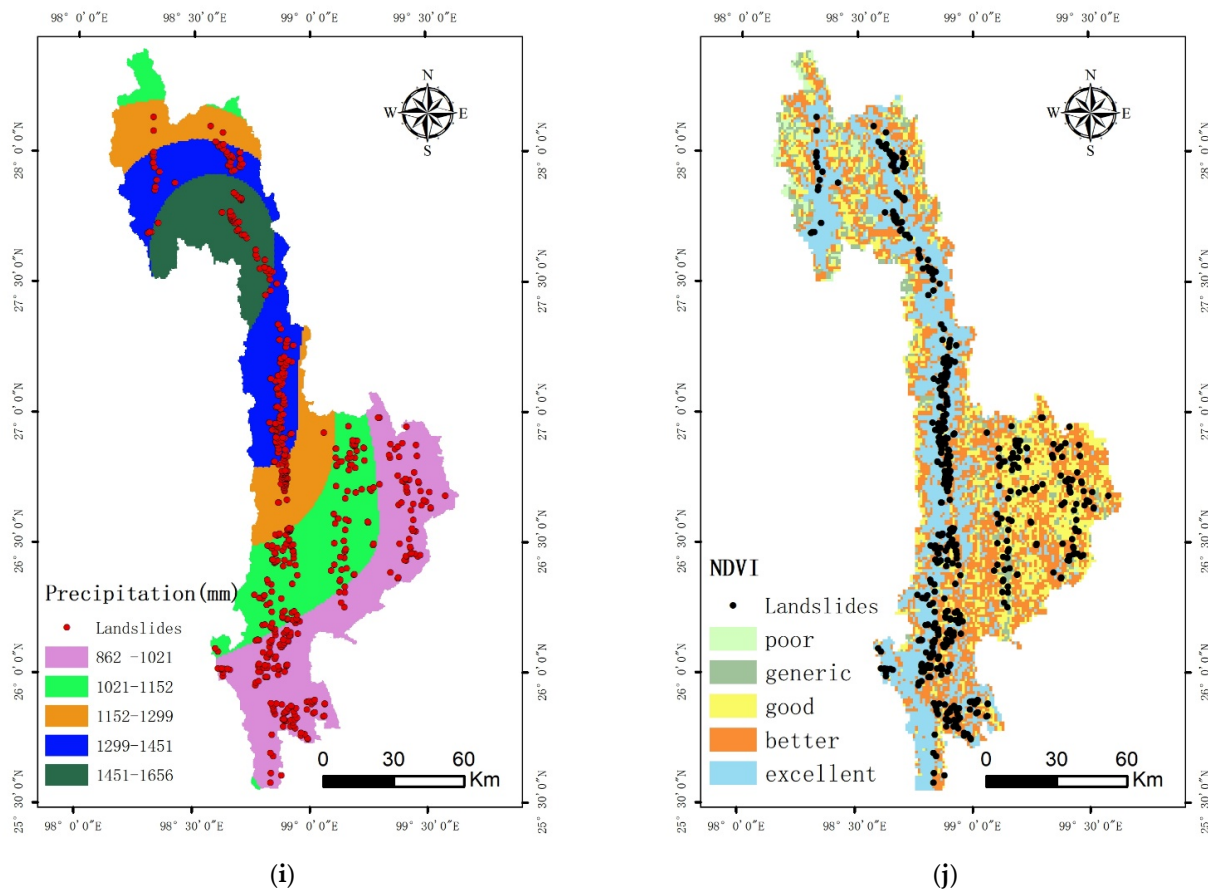 98° 0′0″E 98° 30′0″E 99° 0′0″E 99° 30′0″E
28° 0′0″N
27° 30′0″N
27° 0′0″N
26° 30′0″N
26° 0′0″N
25° 30′0″N
N
W E
S
Precipitation(mm)
Landslides
862 -1021
1021-1152
1152-1299
1299-1451
1451-1656
0 30 60
Km
28° 0′0″N
27° 30′0″N
27° 0′0″N
26° 30′0″N
26° 0′0″N
25° 30′0″N
98° 0′0″E 98° 30′0″E 99° 0′0″E 99° 30′0″E
(i)
98° 0′0″E 98° 30′0″E 99° 0′0″E 99° 30′0″E
28° 0′0″N
27° 30′0″N
27° 0′0″N
26° 30′0″N
26° 0′0″N
25° 30′0″N
N
W E
S
NDVI
Landslides
poor
generic
good
better
excellent
0 30 60
Km
28° 0′0″N
27° 30′0″N
27° 0′0″N
26° 30′0″N
26° 0′0″N
25° 30′0″N
98° 0′0″E 98° 30′0″E 99° 0′0″E 99° 30′0″E
(j)